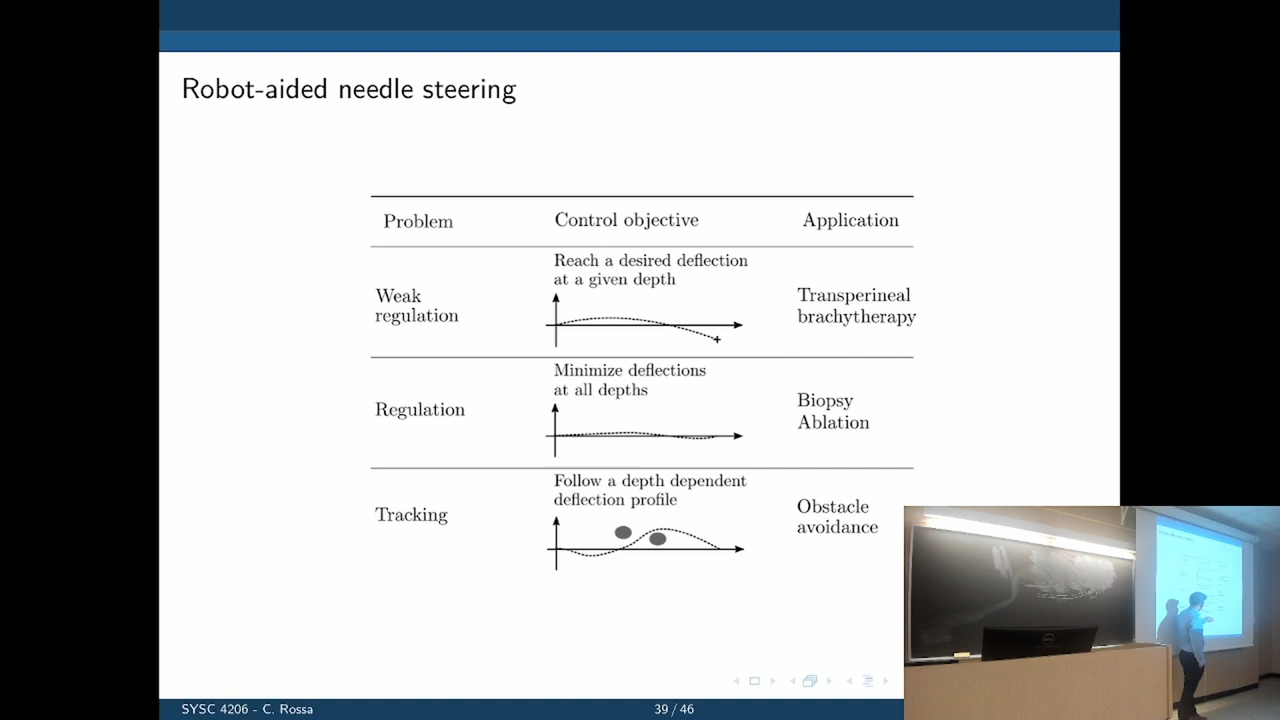 Robot-aided needle steering
Problem Control objective Application
Weak
regulation
Reach a desired deflection
at a given depth
Transperineal
brachytherapy
Regulation
Minimize deflections
at all depths
Biopsy
Ablation
Tracking
Follow a depth dependent
deflection profile
Obstacle
avoidance
SYSC 4206 - C. Rossa 39 / 46